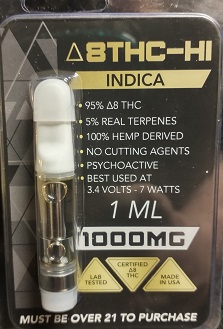 Δ8THC-HI
INDICA
• 95% Δ8 THC
• 5% REAL TERPENES
• 100% HEMP DERIVED
• NO CUTTING AGENTS
• PSYCHOACTIVE
• BEST USED AT
3.4 VOLTS - 7 WATTS
1 ML
1000MG
LAB
TESTED
CERTIFIED
Δ8
THC
MADE IN
USA
MUST BE OVER 21 TO PURCHASE